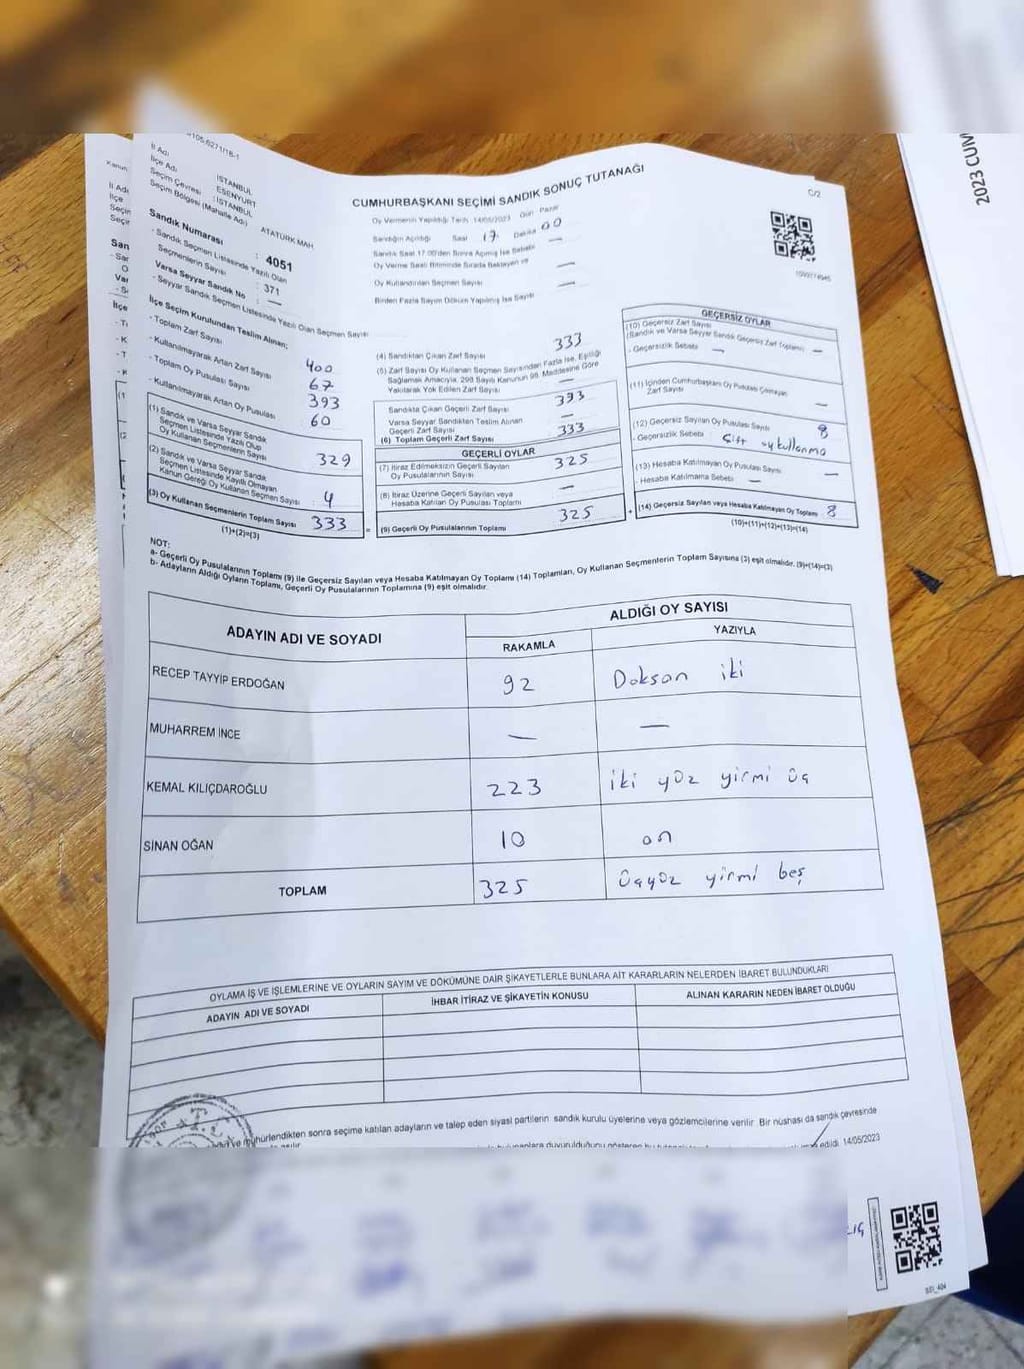 CUMHURBAŞKANI SEÇİMİ SANDIK SONUÇ TUTANAĞI
C/2
İl Adı : İSTANBUL
İlçe Adı : ESENYURT
Seçim Çevresi : İSTANBUL
Seçim Bölgesi (Mahalle Adı) ATATÜRK MAH
Sandık Numarası : 4051
- Sandık Seçmen Listesinde Yazılı Olan
Seçmenlerin Sayısı : 371
Varsa Seyyar Sandık No : —
- Seyyar Sandık Seçmen Listesinde Yazılı Olan Seçmen Sayısı
Oy Vermenin Yapıldığı Tarih 14/05/2023 Gün Pazar
Sandığın Açıldığı Saat 17 Dakika 00
Sandık Saat 17.00'den Sonra Açılmış İse Sebebi —
Oy Verme Saati Bitiminde Sırada Bekleyen ve
Oy Kullandırılan Seçmen Sayısı —
Birden Fazla Sayım Döküm Yapılmış İse Sayısı —
İlçe Seçim Kurulundan Teslim Alınan;
- Toplam Zarf Sayısı 400
- Kullanılmayarak Artan Zarf Sayısı 67
- Toplam Oy Pusulası Sayısı 393
- Kullanılmayarak Artan Oy Pusulası 60
(1) Sandık ve Varsa Seyyar Sandık
Seçmen Listesinde Yazılı Olup
Oy Kullanan Seçmenlerin Sayısı 329
(2) Sandık ve Varsa Seyyar Sandık
Seçmen Listesinde Kayıtlı Olmayan
Kanun Gereği Oy Kullanan Seçmen Sayısı : 4
(3) Oy Kullanan Seçmenlerin Toplam Sayısı 333
(1)+(2)=(3)
(4) Sandıktan Çıkan Zarf Sayısı 333
(5) Zarf Sayısı Oy Kullanan Seçmen Sayısından Fazla İse, Eşitliği
Sağlamak Amacıyla, 298 Sayılı Kanunun 98. Maddesine Göre
Yakılarak Yok Edilen Zarf Sayısı —
Sandıkta Çıkan Geçerli Zarf Sayısı 333
Varsa Seyyar Sandıktan Teslim Alınan
Geçerli Zarf Sayısı —
(6) Toplam Geçerli Zarf Sayısı 333
GEÇERLİ OYLAR
(7) İtiraz Edilmeksizin Geçerli Sayılan
Oy Pusulasının Sayısı 325
(8) İtiraz Üzerine Geçerli Sayılan veya
Hesaba Katılan Oy Pusulası Toplamı —
(9) Geçerli Oy Pusulalarının Toplamı 325
GEÇERSİZ OYLAR
(10) Geçersiz Zarf Sayısı
(Sandık ve Varsa Seyyar Sandık Geçersiz Zarf Toplamı) —
- Geçersizlik Sebebi —
(11) İçinden Cumhurbaşkanı Oy Pusulası Çıkmayan
Zarf Sayısı —
(12) Geçersiz Sayılan Oy Pusulası Sayısı 8
- Geçersizlik Sebebi : Çift oy kullanma
(13) Hesaba Katılmayan Oy Pusulası Sayısı —
- Hesaba Katılmama Sebebi —
(14) Geçersiz Sayılan veya Hesaba Katılmayan Oy Toplamı 8
(10)+(11)+(12)+(13)=(14)
NOT:
a- Geçerli Oy Pusulalarının Toplamı (9) ile Geçersiz Sayılan veya Hesaba Katılmayan Oy Toplamı (14) Toplamları, Oy Kullanan Seçmenlerin Toplam Sayısına (3) eşit olmalıdır. (9)+(14)=(3)
b- Adayların Aldığı Oyların Toplamı, Geçerli Oy Pusulalarının Toplamına (9) eşit olmalıdır.
ADAYIN ADI VE SOYADI ALDIĞI OY SAYISI
RAKAMLA YAZIYLA
RECEP TAYYİP ERDOĞAN 92 Doksan iki
MUHARREM İNCE — —
KEMAL KILIÇDAROĞLU 223 iki yüz yirmi üç
SİNAN OĞAN 10 on
TOPLAM 325 üçyüz yirmi beş
OYLAMA İŞ VE İŞLEMLERİNE VE OYLARIN SAYIM VE DÖKÜMÜNE DAİR ŞİKAYETLERLE BUNLARA AİT KARARLARIN NELERDEN İBARET BULUNDUKLARI
ADAYIN ADI VE SOYADI İHBAR İTİRAZ VE ŞİKAYETİN KONUSU ALINAN KARARIN NEDEN İBARET OLDUĞU
ve mühürlendikten sonra seçime katılan adayların ve talep eden siyasi partilerin sandık kurulu üyelerine veya gözlemcilerine verilir. Bir nüshası da sandık çevresinde
edildi. 14/05/2023
2023 CUM